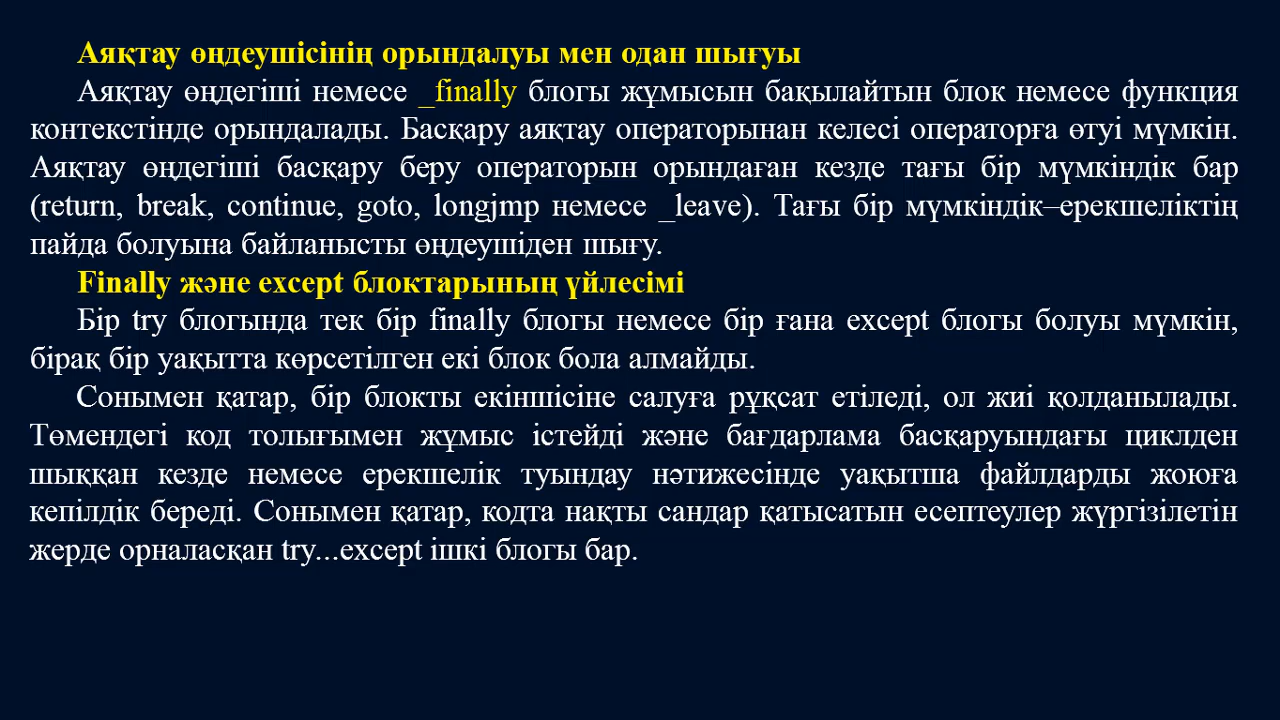 Аяқтау өңдеушісінің орындалуы мен одан шығуы
Аяқтау өңдегіші немесе _finally блогы жұмысын бақылайтын блок немесе функция
контекстінде орындалады. Басқару аяқтау операторынан келесі операторға өтуі мүмкін.
Аяқтау өңдегіші басқару беру операторын орындаған кезде тағы бір мүмкіндік бар
(return, break, continue, goto, longjmp немесе _leave). Тағы бір мүмкіндік–ерекшеліктің
пайда болуына байланысты өңдеушіден шығу.
Finally және except блоктарының үйлесімі
Бір try блогында тек бір finally блогы немесе бір ғана except блогы болуы мүмкін,
бірақ бір уақытта көрсетілген екі блок бола алмайды.
Сонымен қатар, бір блокты екіншісіне салуға рұқсат етіледі, ол жиі қолданылады.
Төмендегі код толығымен жұмыс істейді және бағдарлама басқаруындағы циклден
шыққан кезде немесе ерекшелік туындау нәтижесінде уақытша файлдарды жоюға
кепілдік береді. Сонымен қатар, кодта нақты сандар қатысатын есептеулер жүргізілетін
жерде орналасқан try...except ішкі блогы бар.